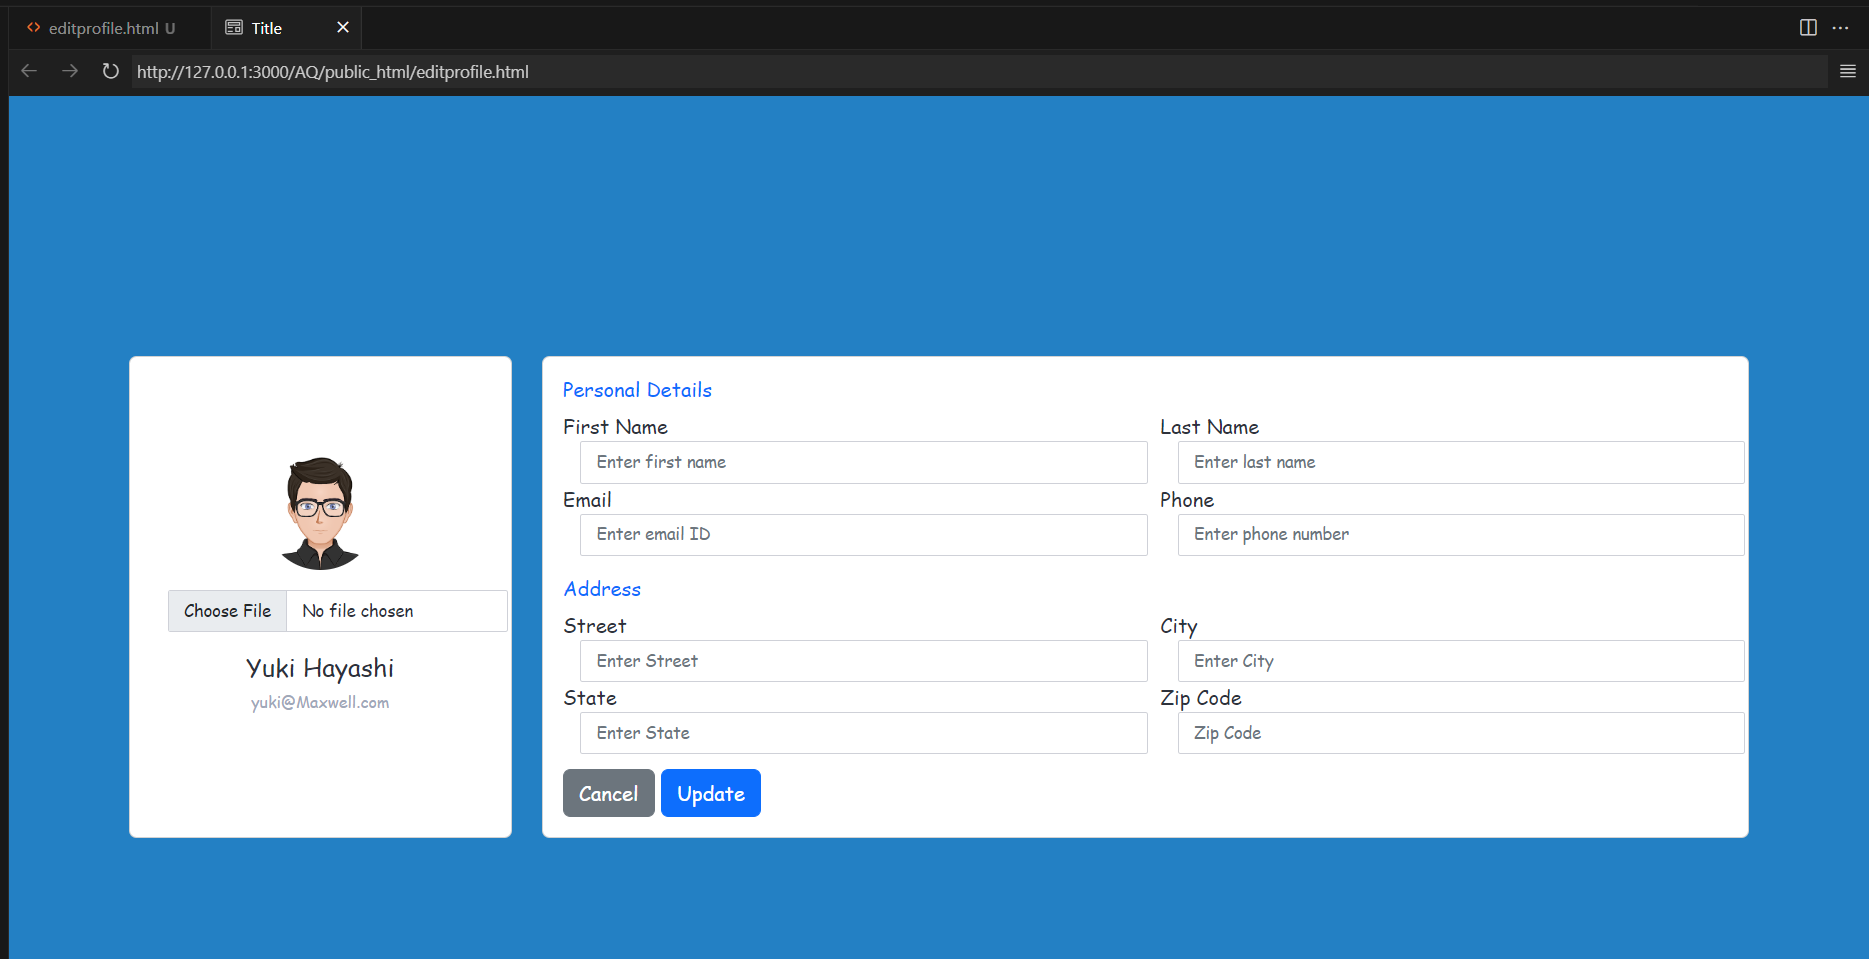 editprofile.html U
Title
http://127.0.0.1:3000/AQ/public_html/editprofile.html
Choose File No file chosen
Yuki Hayashi
yuki@Maxwell.com
Personal Details
First Name Last Name
Enter first name Enter last name
Email Phone
Enter email ID Enter phone number
Address
Street City
Enter Street Enter City
State Zip Code
Enter State Zip Code
Cancel Update